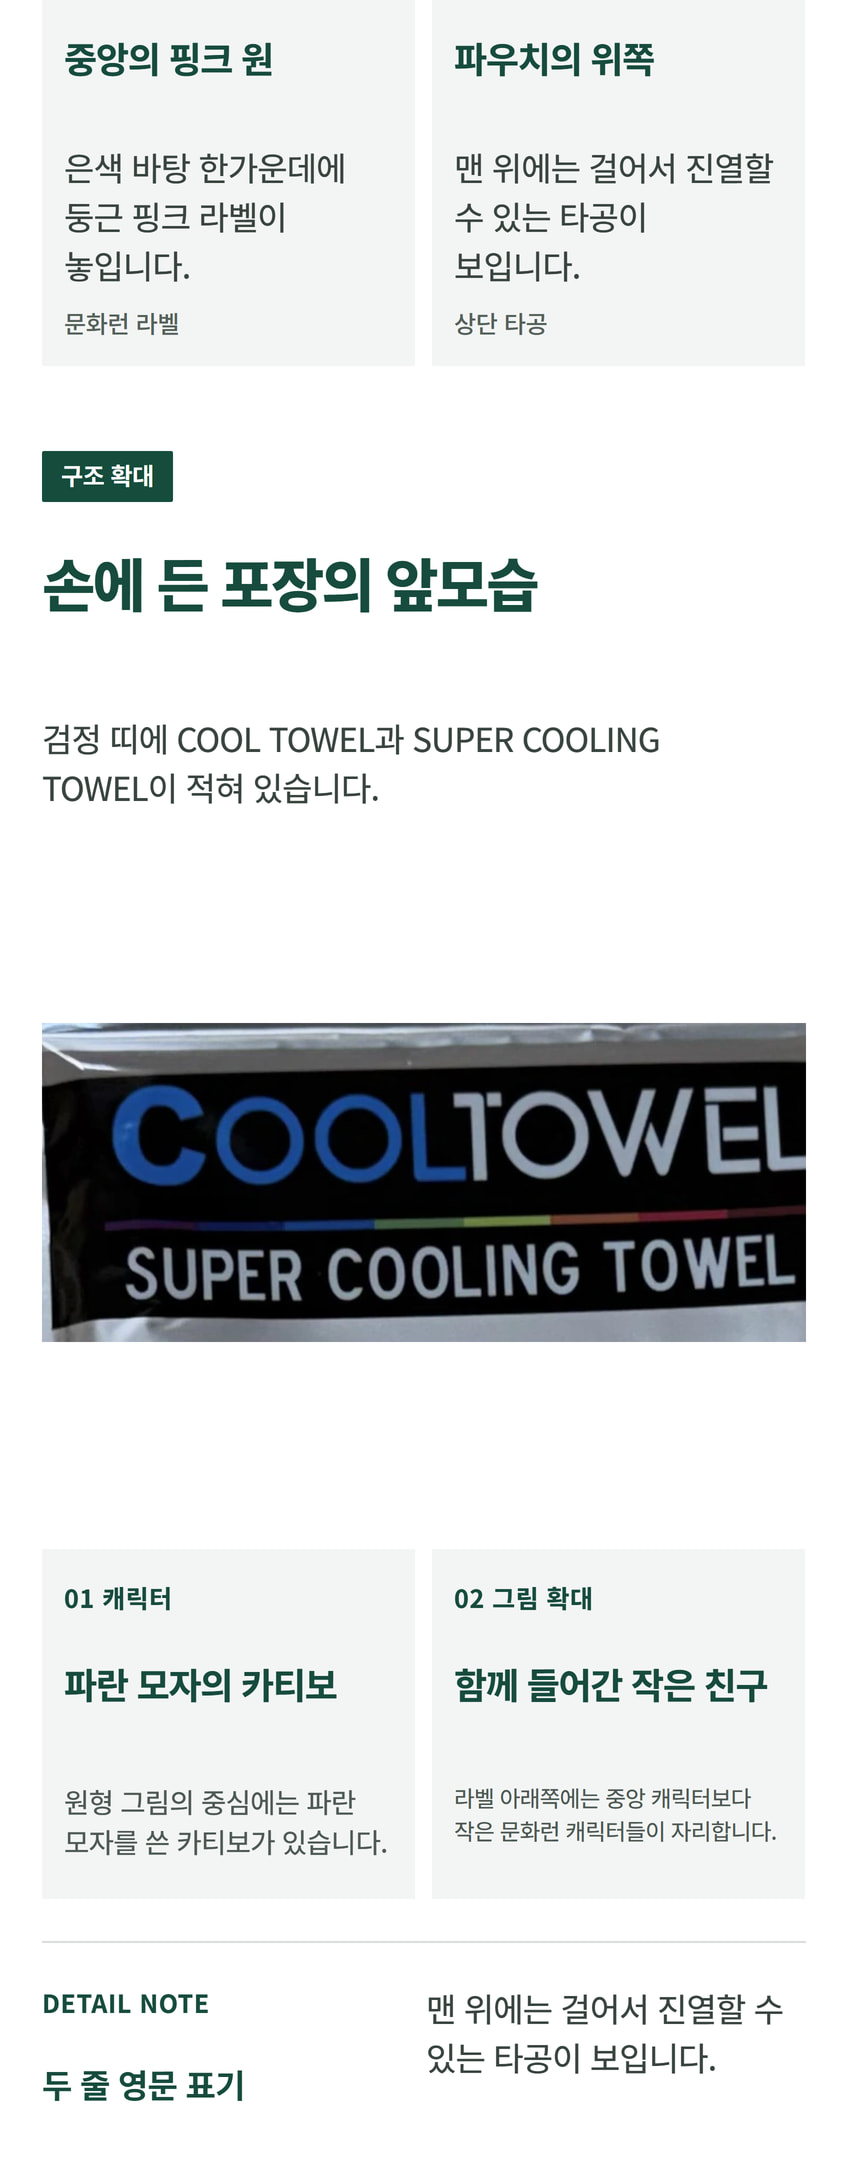 중앙의 핑크 원
은색 바탕 한가운데에
둥근 핑크 라벨이
놓입니다.
문화런 라벨
파우치의 위쪽
맨 위에는 걸어서 진열할
수 있는 타공이
보입니다.
상단 타공
구조 확대
손에 든 포장의 앞모습
검정 띠에 COOL TOWEL과 SUPER COOLING
TOWEL이 적혀 있습니다.
COOLTOWEL
SUPER COOLING TOWEL
01 캐릭터
파란 모자의 카티보
원형 그림의 중심에는 파란
모자를 쓴 카티보가 있습니다.
02 그림 확대
함께 들어간 작은 친구
라벨 아래쪽에는 중앙 캐릭터보다
작은 문화런 캐릭터들이 자리합니다.
DETAIL NOTE
두 줄 영문 표기
맨 위에는 걸어서 진열할 수
있는 타공이 보입니다.